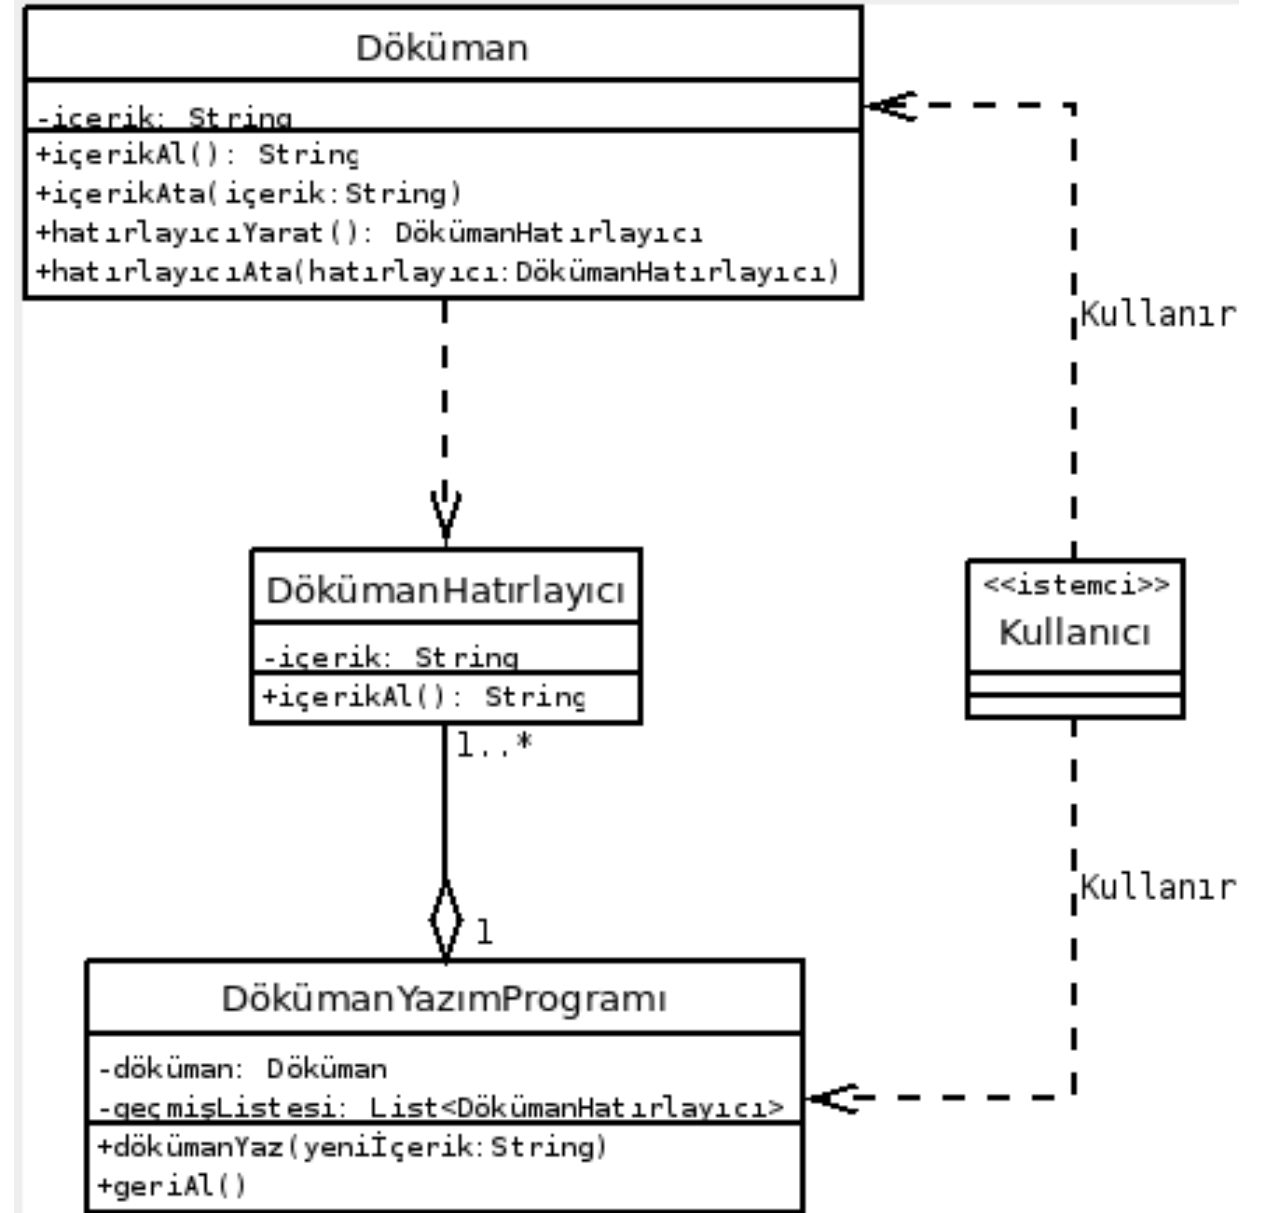 Döküman
-içerik: String
+içerikAl(): String
+içerikAta(içerik:String)
+hatırlayıcıYarat(): DökümanHatırlayıcı
+hatırlayıcıAta(hatırlayıcı:DökümanHatırlayıcı)
Kullanır
DökümanHatırlayıcı
-içerik: String
+içerikAl(): String
1..*
<<istemci>>
Kullanıcı
Kullanır
1
DökümanYazımProgramı
-döküman: Döküman
-geçmişListesi: List<DökümanHatırlayıcı>
+dökümanYaz(yeniİçerik:String)
+geriAl()